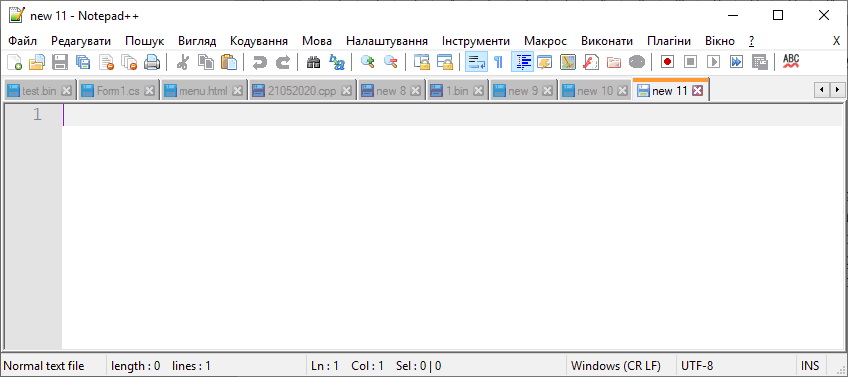 new 11 - Notepad++
Файл Редагувати Пошук Вигляд Кодування Мова Налаштування Інструменти Макрос Виконати Плагіни Вікно ? X
ABC
test.bin Form1.cs menu.html 21052020.cpp new 8 1.bin new 9 new 10 new 11
1
Normal text file length : 0 lines : 1 Ln : 1 Col : 1 Sel : 0 | 0 Windows (CR LF) UTF-8 INS